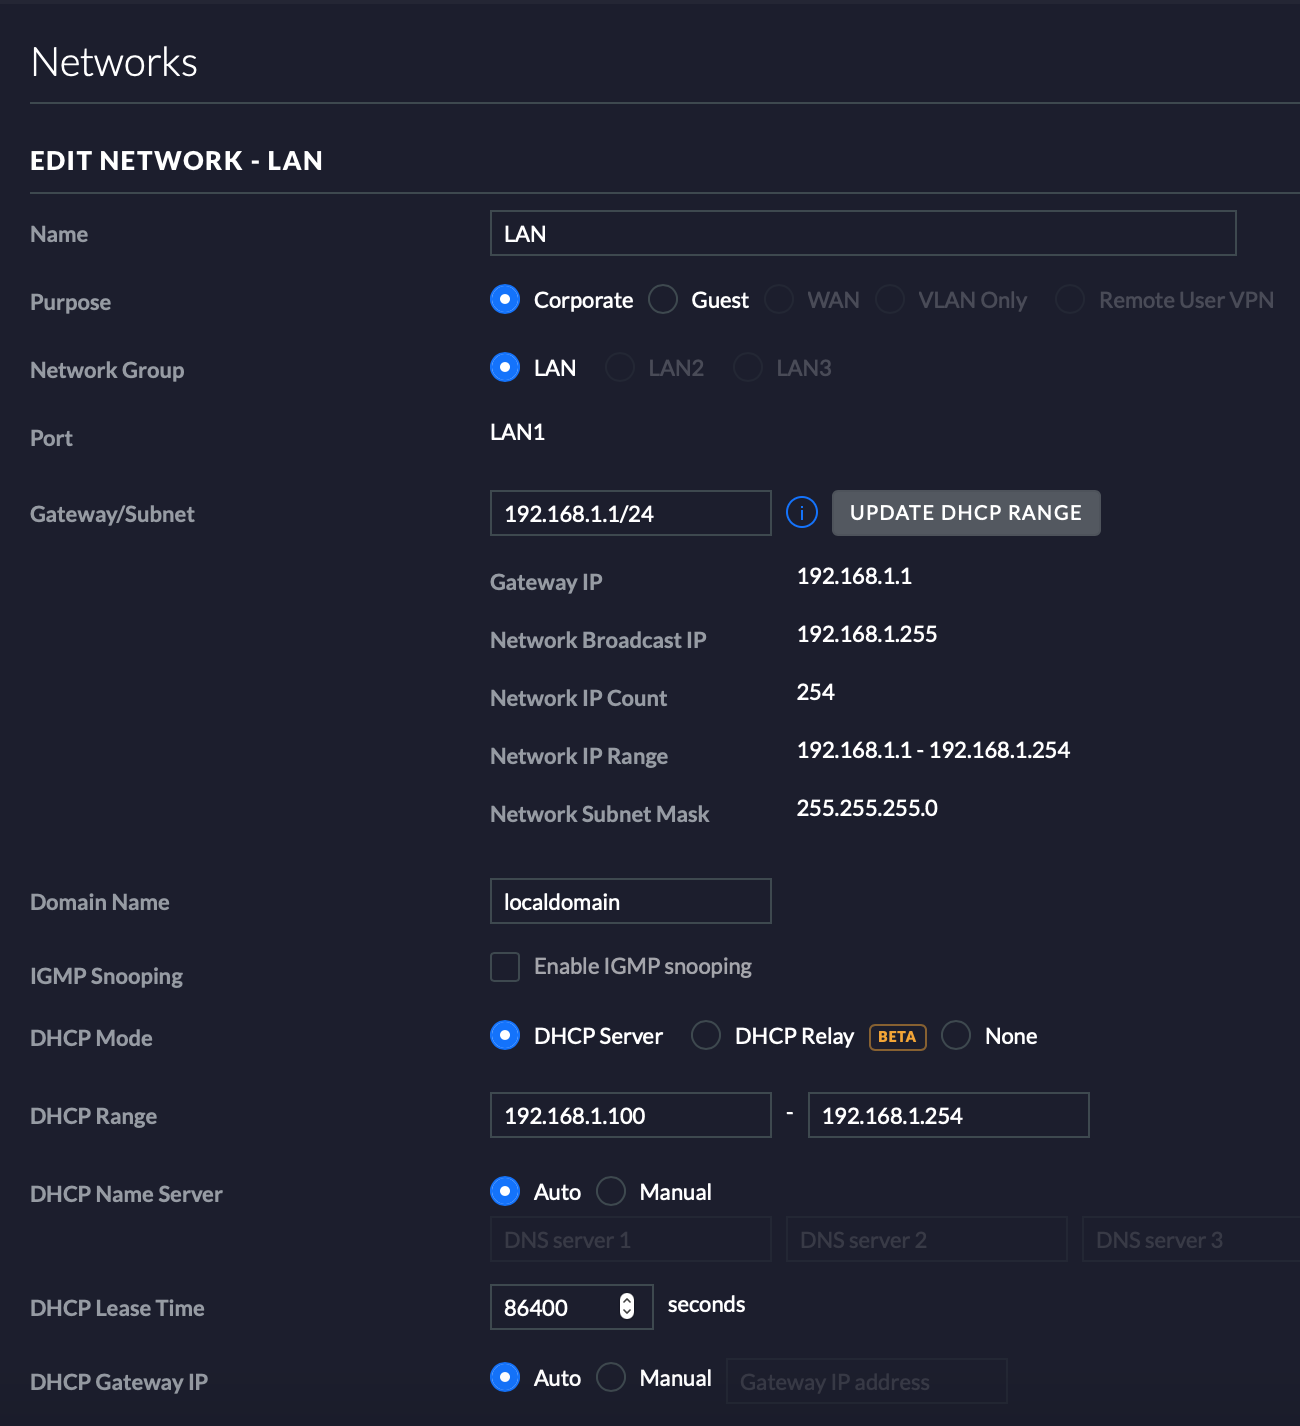 Networks
EDIT NETWORK - LAN
Name LAN
Purpose Corporate Guest WAN VLAN Only Remote User VPN
Network Group LAN LAN2 LAN3
Port LAN1
Gateway/Subnet 192.168.1.1/24 i UPDATE DHCP RANGE
Gateway IP 192.168.1.1
Network Broadcast IP 192.168.1.255
Network IP Count 254
Network IP Range 192.168.1.1 - 192.168.1.254
Network Subnet Mask 255.255.255.0
Domain Name localdomain
IGMP Snooping Enable IGMP snooping
DHCP Mode DHCP Server DHCP Relay BETA None
DHCP Range 192.168.1.100 - 192.168.1.254
DHCP Name Server Auto Manual
DNS server 1 DNS server 2 DNS server 3
DHCP Lease Time 86400 seconds
DHCP Gateway IP Auto Manual Gateway IP address